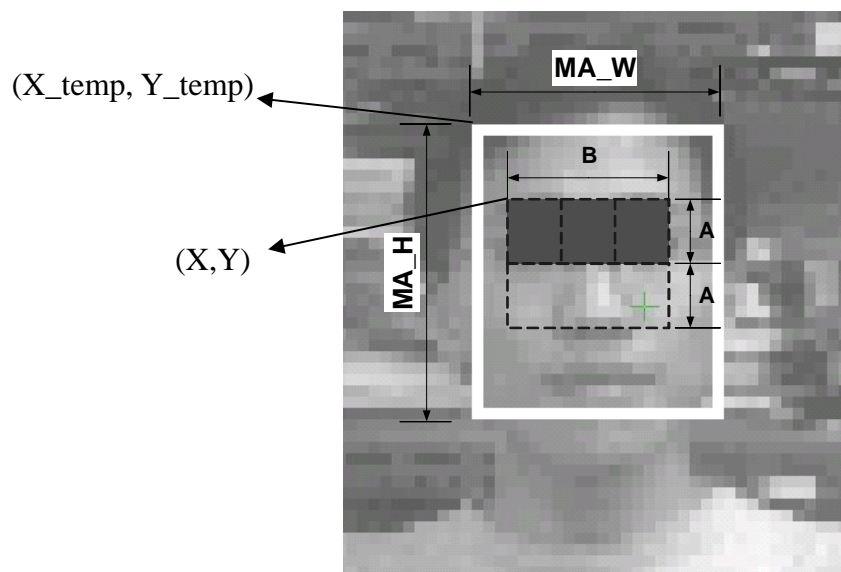 MA_W
(X_temp, Y_temp)
B
A
(X,Y)
MA_H
A